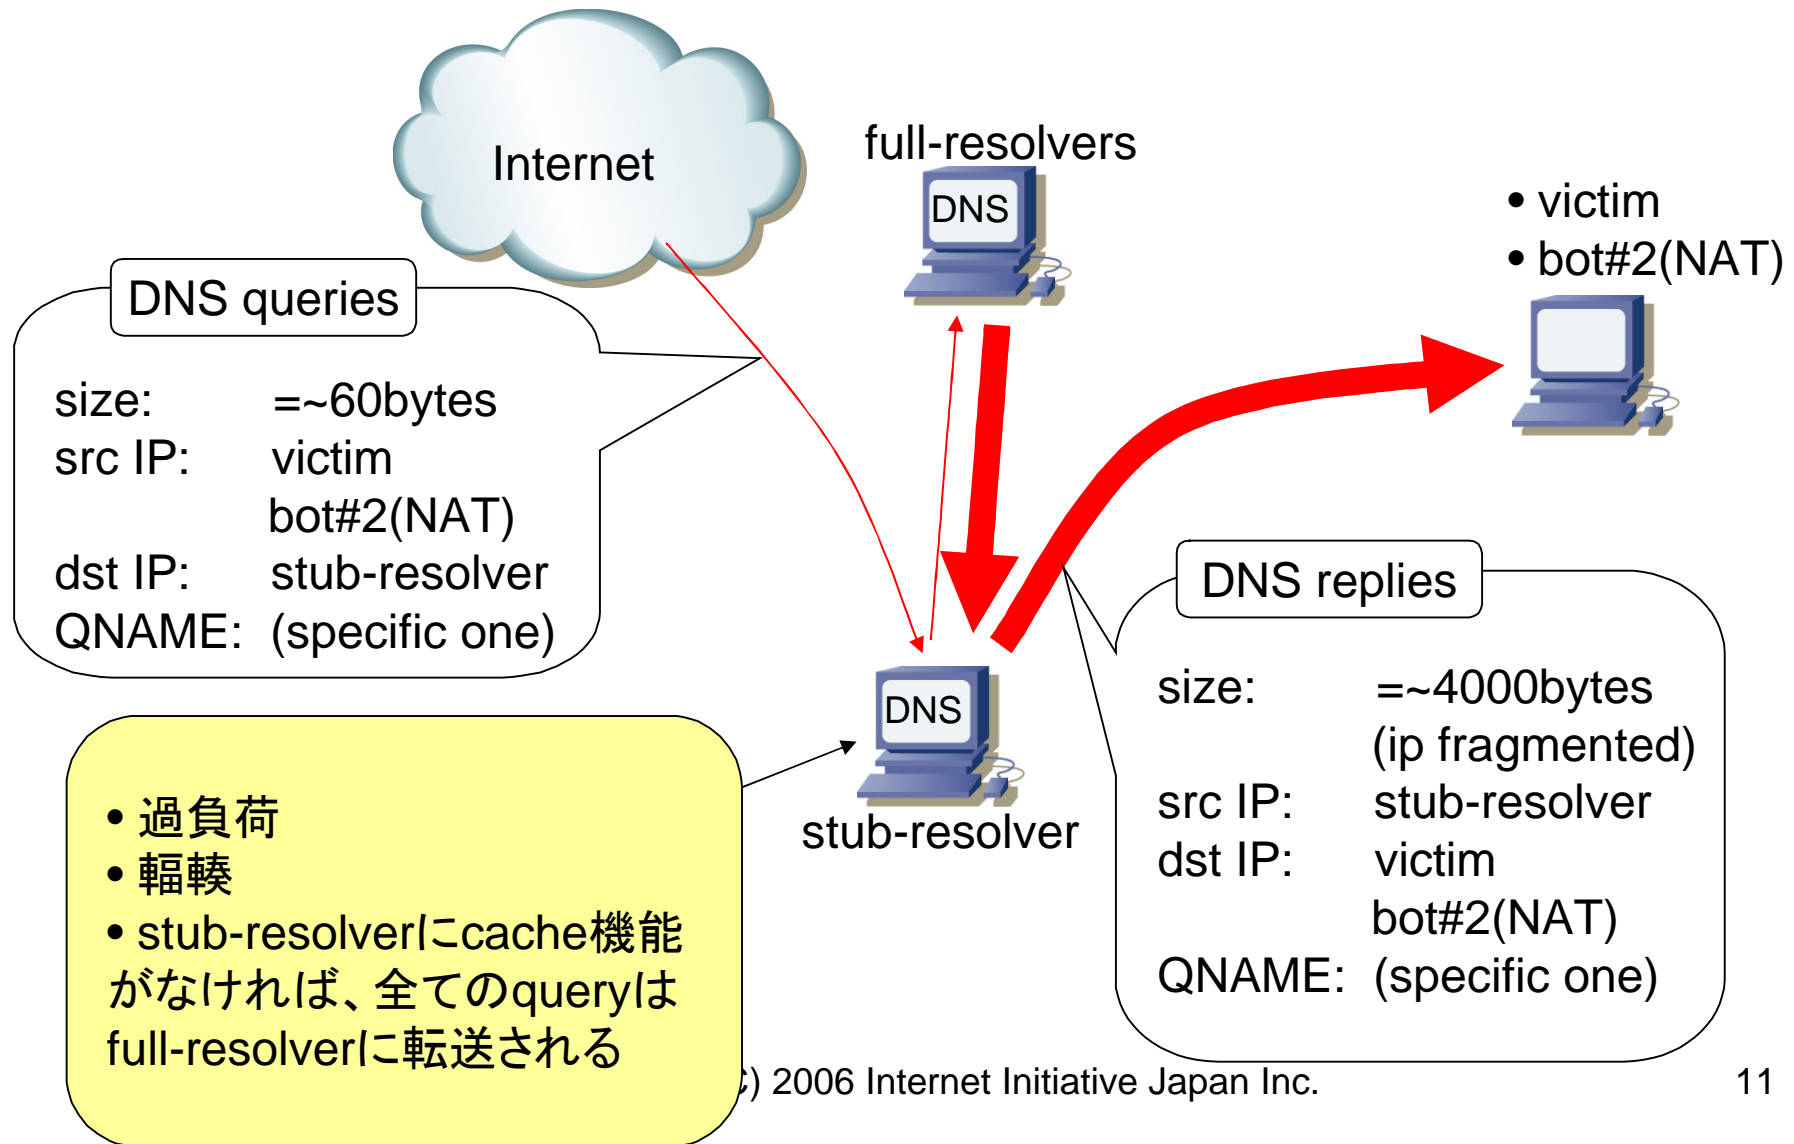 Internet
full-resolvers
DNS
• victim
• bot#2(NAT)
DNS queries
size: =~60bytes
src IP: victim
bot#2(NAT)
dst IP: stub-resolver
QNAME: (specific one)
DNS replies
size: =~4000bytes
(ip fragmented)
src IP: stub-resolver
dst IP: victim
bot#2(NAT)
QNAME: (specific one)
DNS
stub-resolver
• 過負荷
• 輻輳
• stub-resolverにcache機能
がなければ、全てのqueryは
full-resolverに転送される
) 2006 Internet Initiative Japan Inc.
11